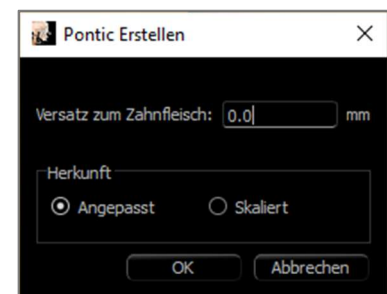 Pontic Erstellen
Versatz zum Zahnfleisch: 0.0 mm
Herkunft
Angepasst Skaliert
OK Abbrechen